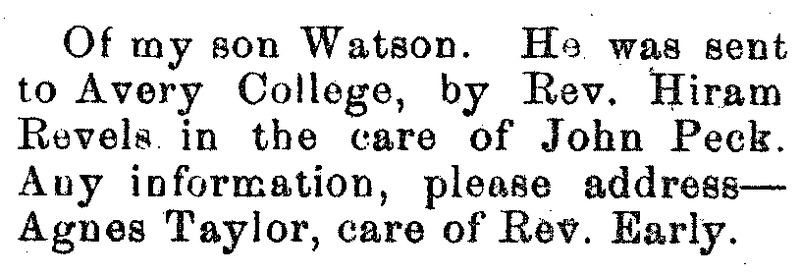 Of my son Watson. He was sent
to Avery College, by Rev. Hiram
Revels in the care of John Peck.
Any information, please address—
Agnes Taylor, care of Rev. Early.